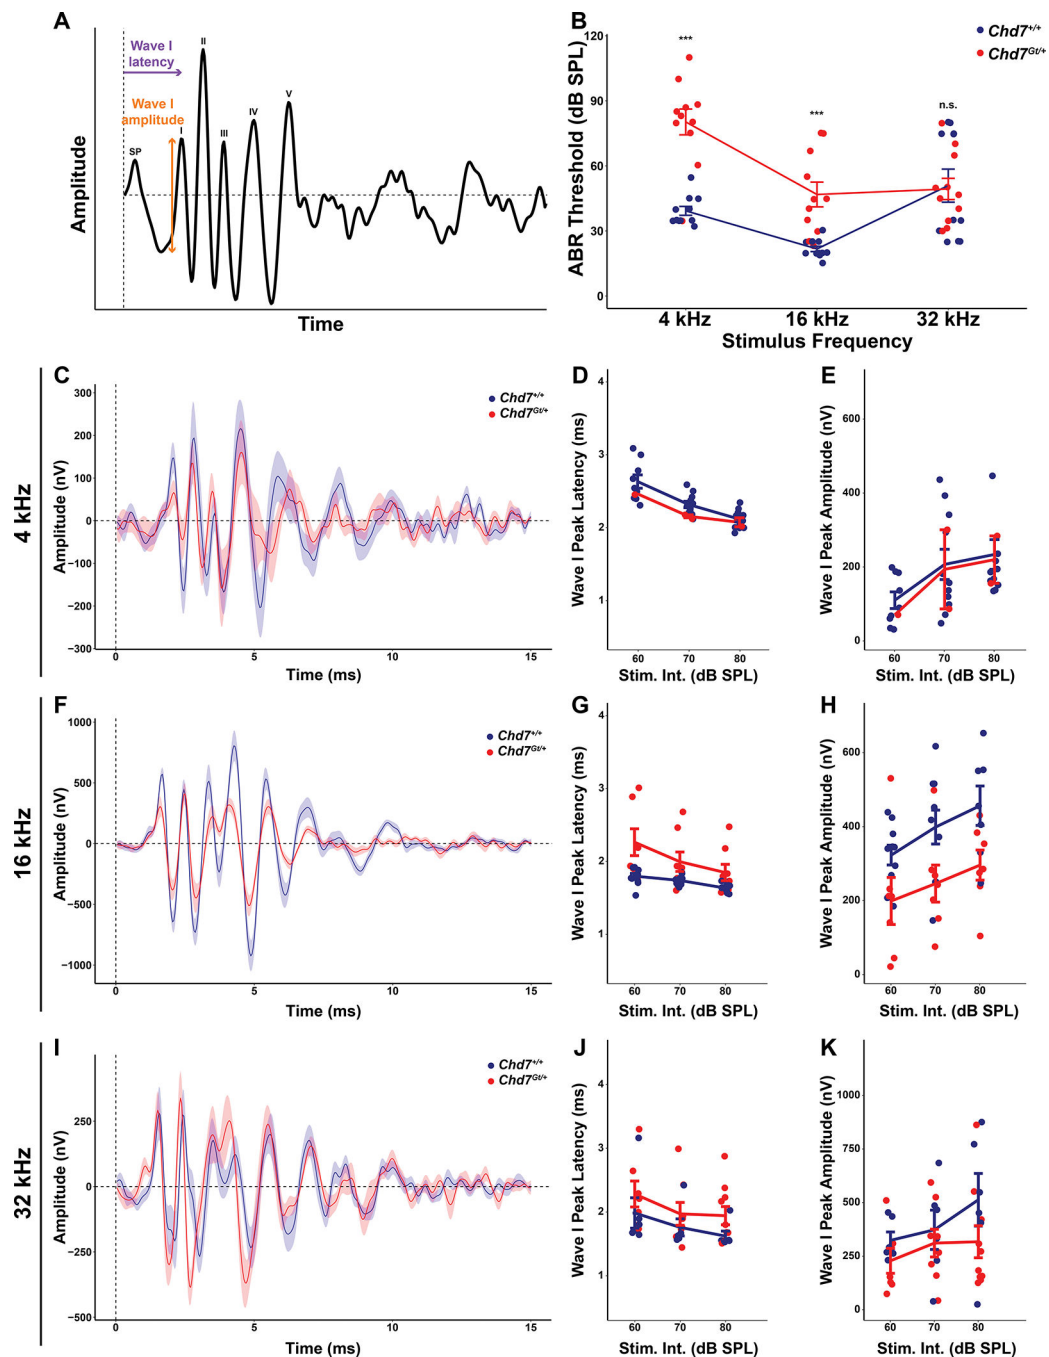 A
Wave I
latency
Wave I
amplitude
SP
I
II
III
IV
V
Amplitude
Time
B
Chd7+/+
Chd7Gt/+
***
***
n.s.
ABR Threshold (dB SPL)
120
90
60
30
0
4 kHz 16 kHz 32 kHz
Stimulus Frequency
4 kHz
C
Chd7+/+
Chd7Gt/+
Amplitude (nV)
300
200
100
0
−100
−200
−300
0 5 10 15
Time (ms)
D
Wave I Peak Latency (ms)
4
3
2
1
60 70 80
Stim. Int. (dB SPL)
E
Wave I Peak Amplitude (nV)
600
400
200
0
60 70 80
Stim. Int. (dB SPL)
16 kHz
F
Chd7+/+
Chd7Gt/+
Amplitude (nV)
1000
500
0
−500
−1000
0 5 10 15
Time (ms)
G
Wave I Peak Latency (ms)
4
3
2
1
60 70 80
Stim. Int. (dB SPL)
H
Wave I Peak Amplitude (nV)
600
400
200
0
60 70 80
Stim. Int. (dB SPL)
32 kHz
I
Chd7+/+
Chd7Gt/+
Amplitude (nV)
250
0
−250
−500
0 5 10 15
Time (ms)
J
Wave I Peak Latency (ms)
4
3
2
1
60 70 80
Stim. Int. (dB SPL)
K
Wave I Peak Amplitude (nV)
1000
750
500
250
0
60 70 80
Stim. Int. (dB SPL)